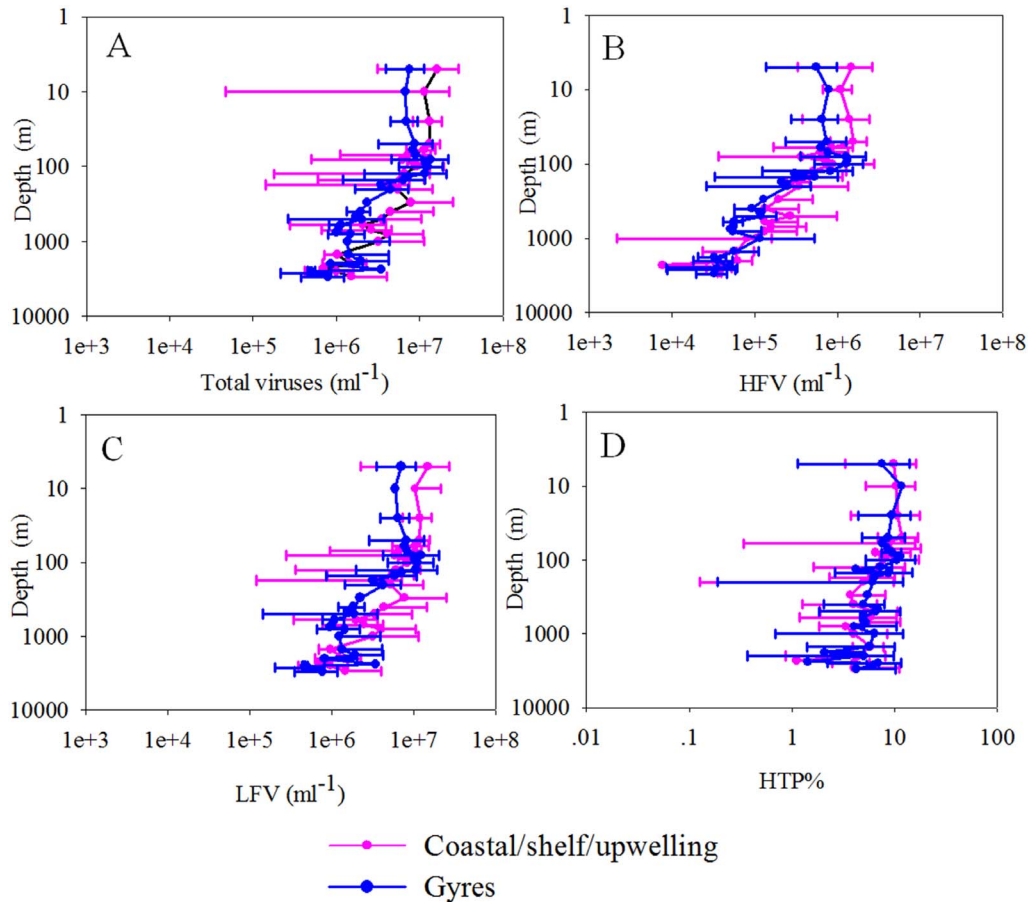 A
1
10
100
1000
10000
Depth (m)
1e+3 1e+4 1e+5 1e+6 1e+7 1e+8
Total viruses (ml-1)
B
1
10
100
1000
10000
Depth (m)
1e+3 1e+4 1e+5 1e+6 1e+7 1e+8
HFV (ml-1)
C
1
10
100
1000
10000
Depth (m)
1e+3 1e+4 1e+5 1e+6 1e+7 1e+8
LFV (ml-1)
D
1
10
100
1000
10000
Depth (m)
.01 .1 1 10 100
HTP%
Coastal/shelf/upwelling
Gyres